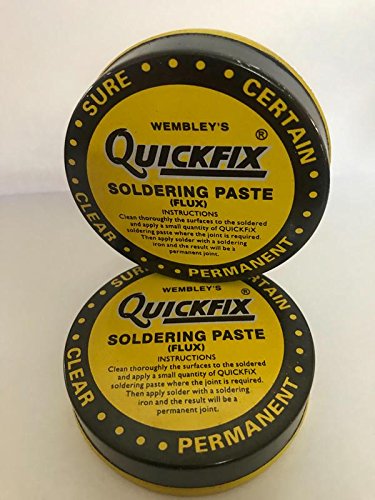 SURE
CERTAIN
CLEAR
PERMANENT
WEMBLEY'S
QUICKFIX®
SOLDERING PASTE
(FLUX)
INSTRUCTIONS
Clean thoroughly the surfaces to the soldered
and apply a small quantity of QUICKFiX
soldering paste where the joint is required.
Then apply solder with a soldering
iron and the result will be a
permanent joint.
SURE
CERTAIN
CLEAR
PERMANENT
WEMBLEY'S
QUICKFIX®
SOLDERING PASTE
(FLUX)
INSTRUCTIONS
Clean thoroughly the surfaces to the soldered
and apply a small quantity of QUICKFiX
soldering paste where the joint is required.
Then apply solder with a soldering
iron and the result will be a
permanent joint.